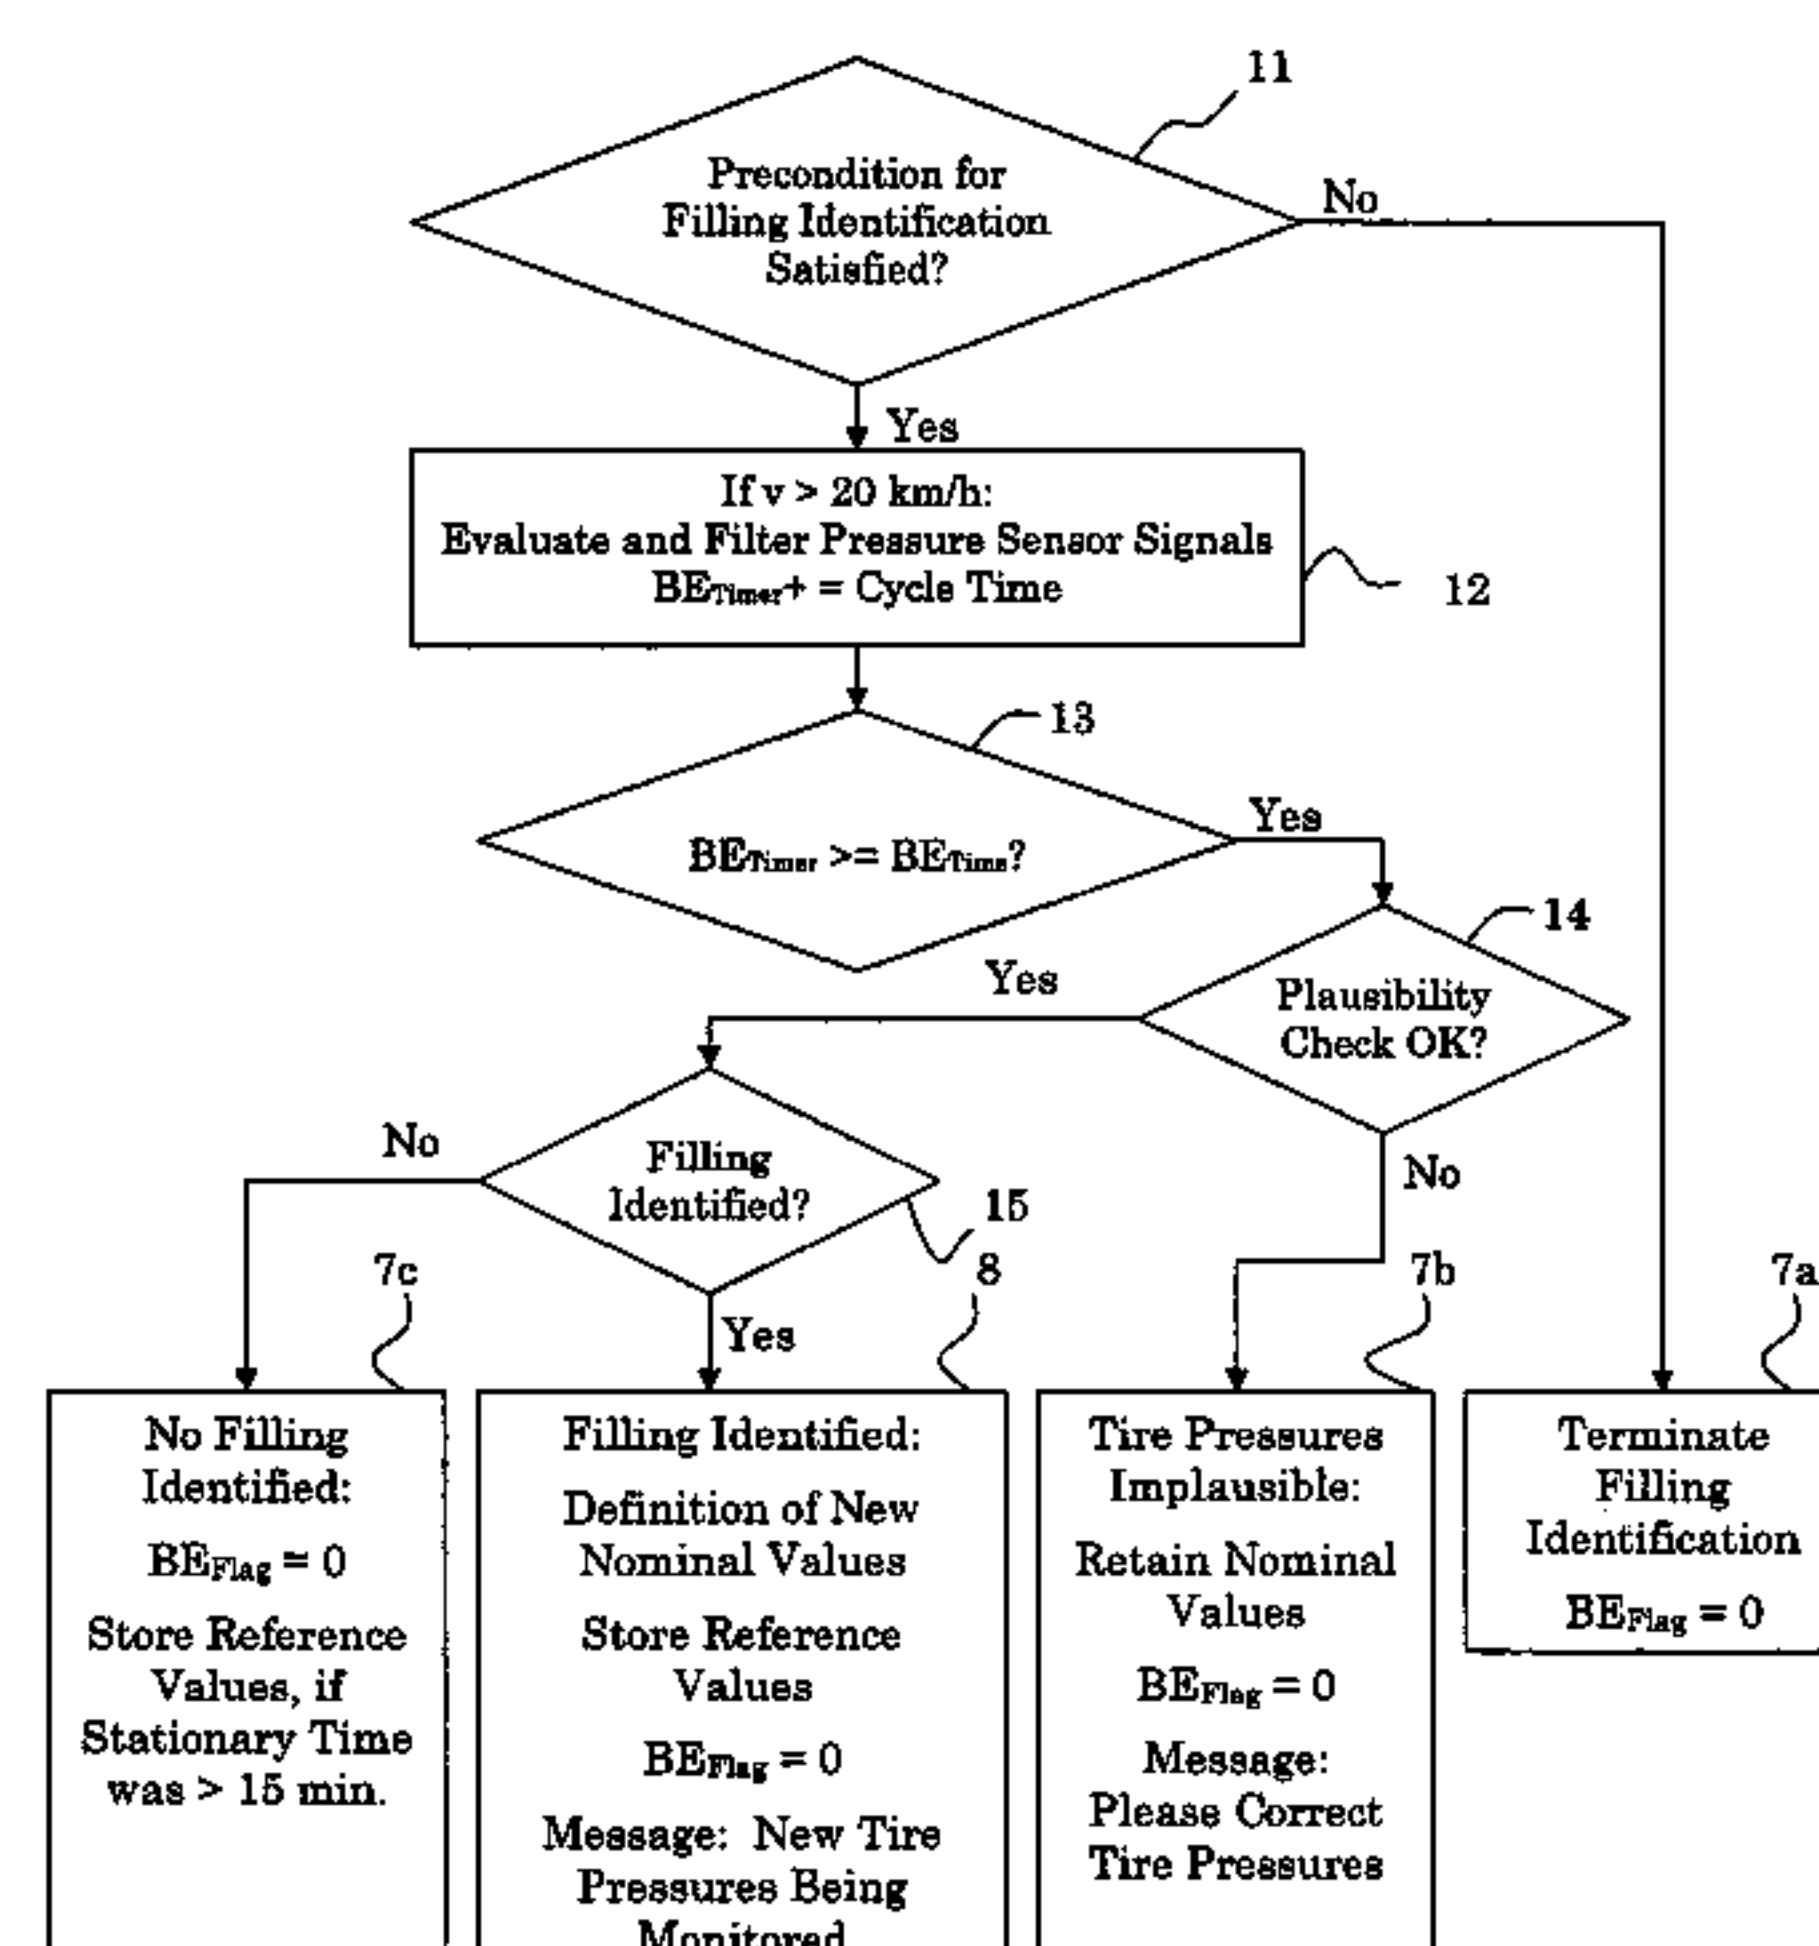 11
Precondition for
Filling Identification
Satisfied?
No
Yes
If v > 20 km/h:
Evaluate and Filter Pressure Sensor Signals
BETimer+ = Cycle Time
12
13
BETimer >= BETime?
Yes
14
Plausibility
Check OK?
Yes
No
Filling
Identified?
No
15
Yes
7c
8
7b
7a
No Filling
Identified:
BEFlag = 0
Store Reference
Values, if
Stationary Time
was > 15 min.
Filling Identified:
Definition of New
Nominal Values
Store Reference
Values
BEFlag = 0
Message: New Tire
Pressures Being
Monitored
Tire Pressures
Implausible:
Retain Nominal
Values
BEFlag = 0
Message:
Please Correct
Tire Pressures
Terminate
Filling
Identification
BEFlag = 0